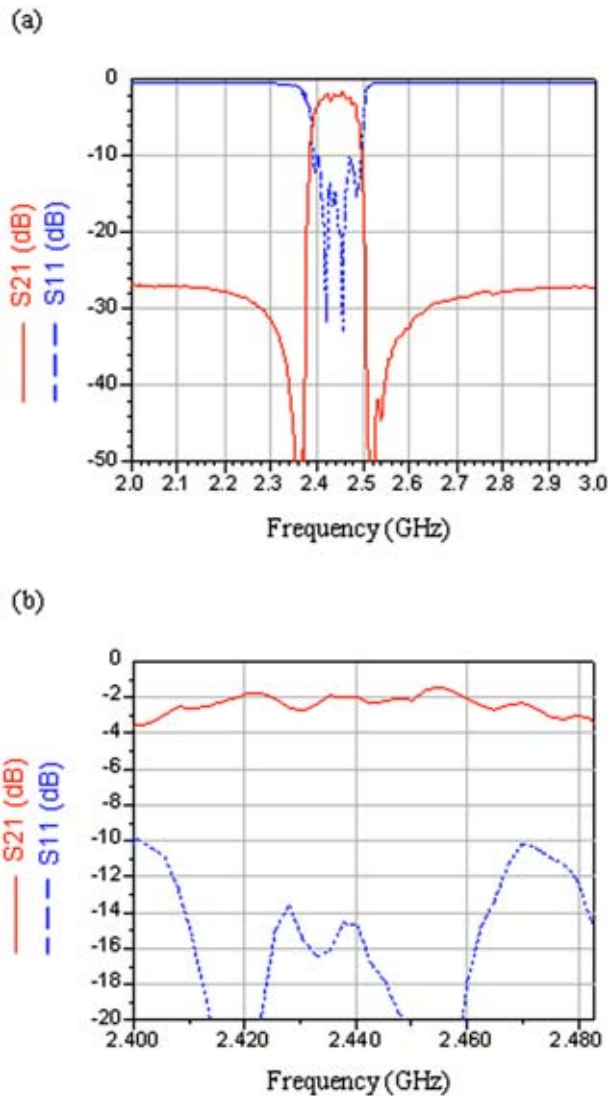 (a)
0
-10
-20
-30
-40
-50
S21 (dB)
S11 (dB)
2.0 2.1 2.2 2.3 2.4 2.5 2.6 2.7 2.8 2.9 3.0
Frequency (GHz)
(b)
0
-2
-4
-6
-8
-10
-12
-14
-16
-18
-20
S21 (dB)
S11 (dB)
2.400 2.420 2.440 2.460 2.480
Frequency (GHz)